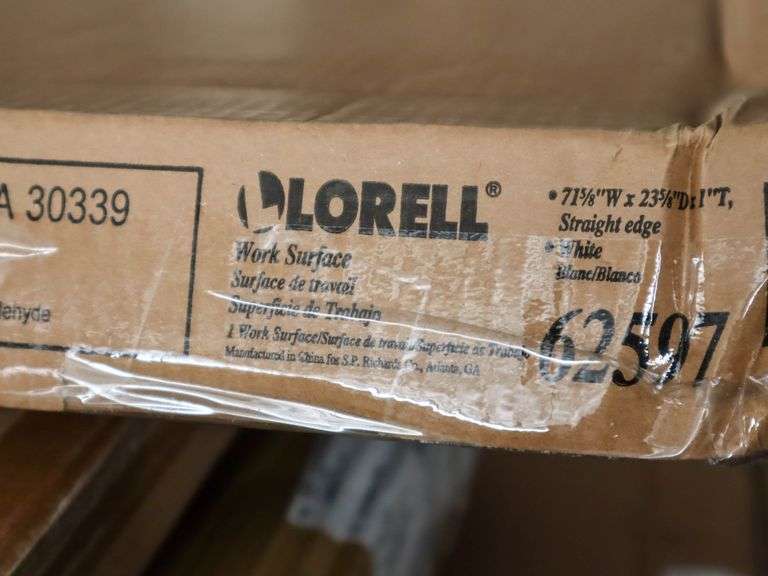 A 30339
dehyde
LORELL®
Work Surface
Surface de travail
Superficie de Trabajo
1 Work Surface/Surface de travail/Superficie de Trabajo
Manufactured in China for S.P. Richards Co., Atlanta, GA
• 71⅝"W x 23⅝"D x 1"T,
Straight edge
• White
Blanc/Blanco
62597